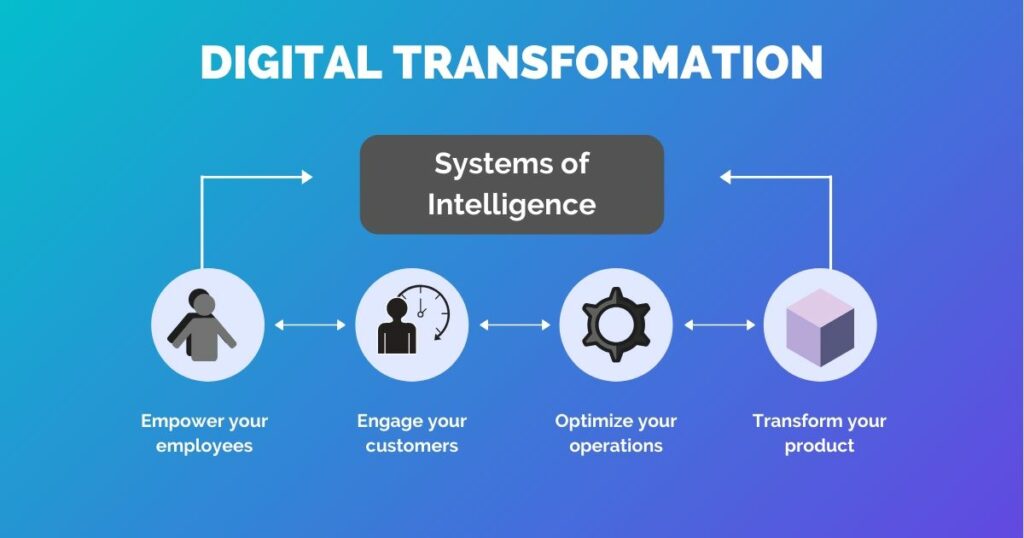 DIGITAL TRANSFORMATION
Systems of
Intelligence
Empower your
employees
Engage your
customers
Optimize your
operations
Transform your
product